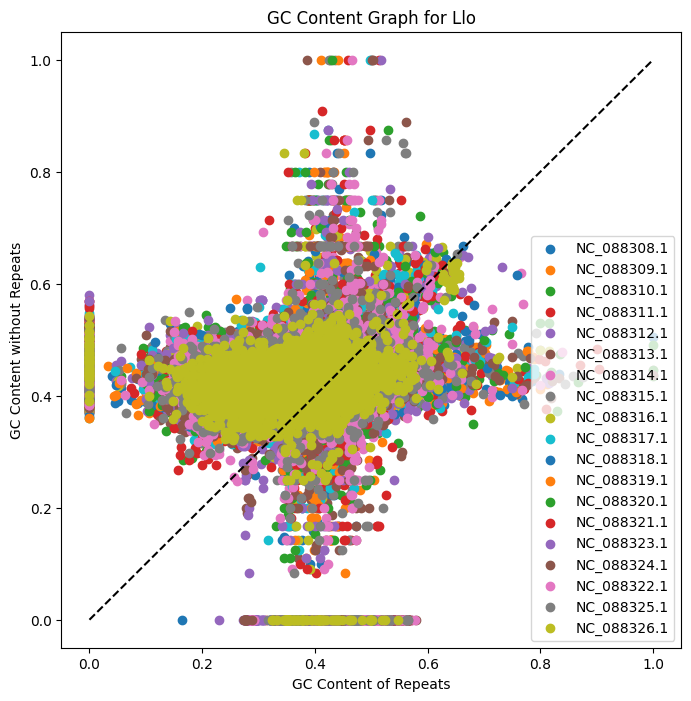 GC Content Graph for Llo
GC Content without Repeats
1.0
0.8
0.6
0.4
0.2
0.0
0.0
0.2
0.4
0.6
0.8
1.0
GC Content of Repeats
NC_088308.1
NC_088309.1
NC_088310.1
NC_088311.1
NC_088312.1
NC_088313.1
NC_088314.1
NC_088315.1
NC_088316.1
NC_088317.1
NC_088318.1
NC_088319.1
NC_088320.1
NC_088321.1
NC_088323.1
NC_088324.1
NC_088322.1
NC_088325.1
NC_088326.1